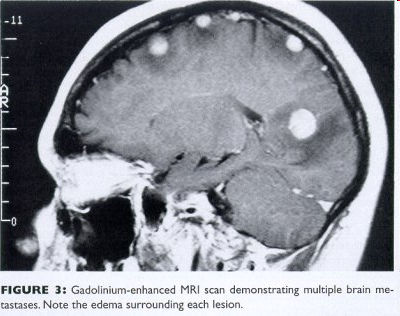 -11
A
R
-0
FIGURE 3: Gadolinium-enhanced MRI scan demonstrating multiple brain me-
tastases. Note the edema surrounding each lesion.